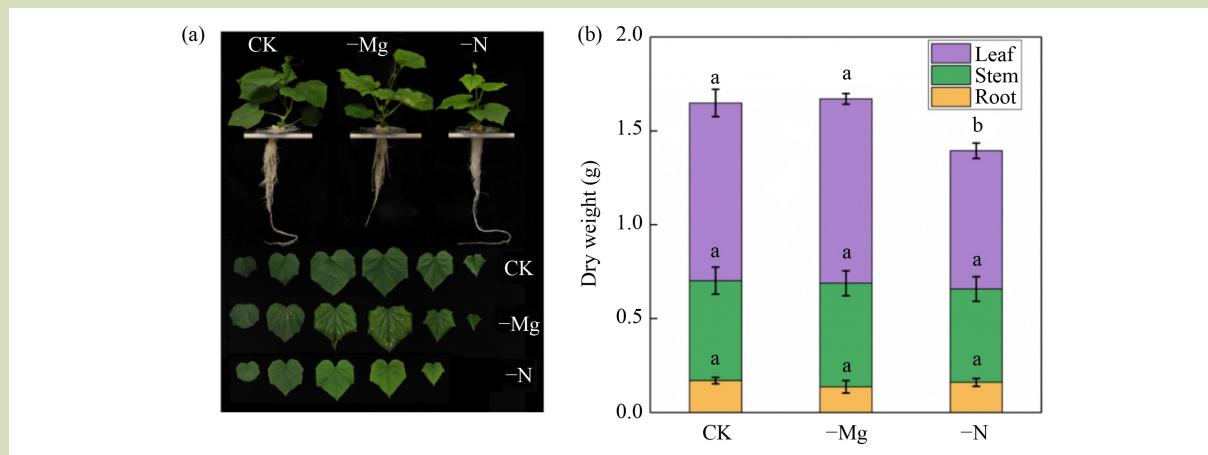 (a)
CK −Mg −N
CK
−Mg
−N
(b)
Dry weight (g)
2.0
1.5
1.0
0.5
0.0
Leaf
Stem
Root
a a b
a a a
a a a
CK −Mg −N